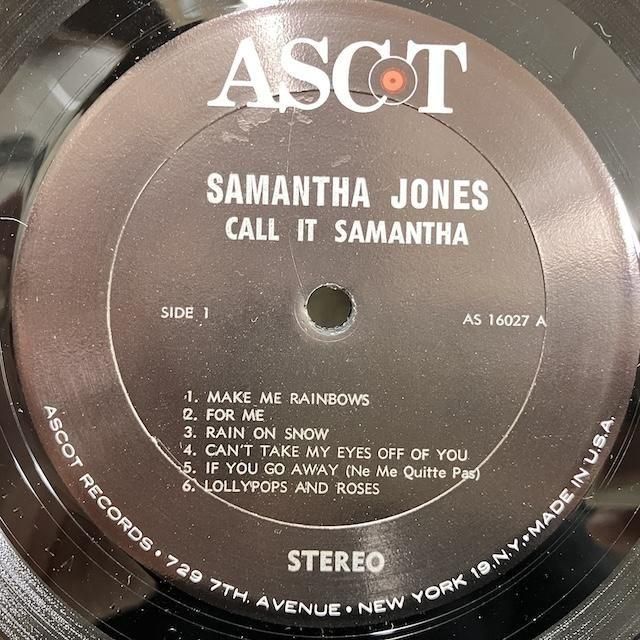 ASCOT
SAMANTHA JONES
CALL IT SAMANTHA
SIDE 1
AS 16027 A
1. MAKE ME RAINBOWS
2. FOR ME
3. RAIN ON SNOW
4. CAN'T TAKE MY EYES OFF OF YOU
5. IF YOU GO AWAY (Ne Me Quitte Pas)
6. LOLLYPOPS AND ROSES
STEREO
ASCOT RECORDS • 729 7TH. AVENUE • NEW YORK 19, N.Y. • MADE IN U.S.A.